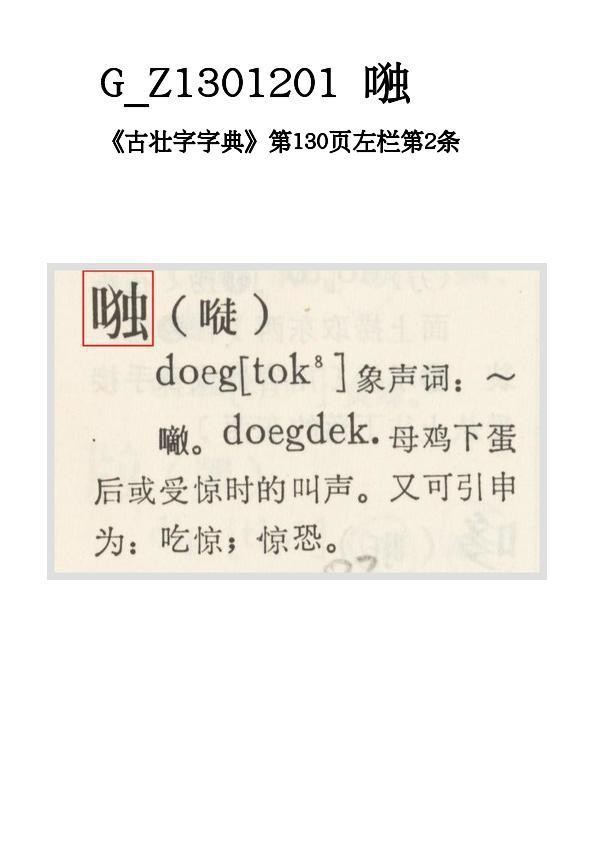 G_Z1301201
《古壮字字典》第130页左栏第2条
（ ）
doeg[tok⁸]象声词：～
。doegdek. 母鸡下蛋
后或受惊时的叫声。又可引申
为：吃惊；惊恐。